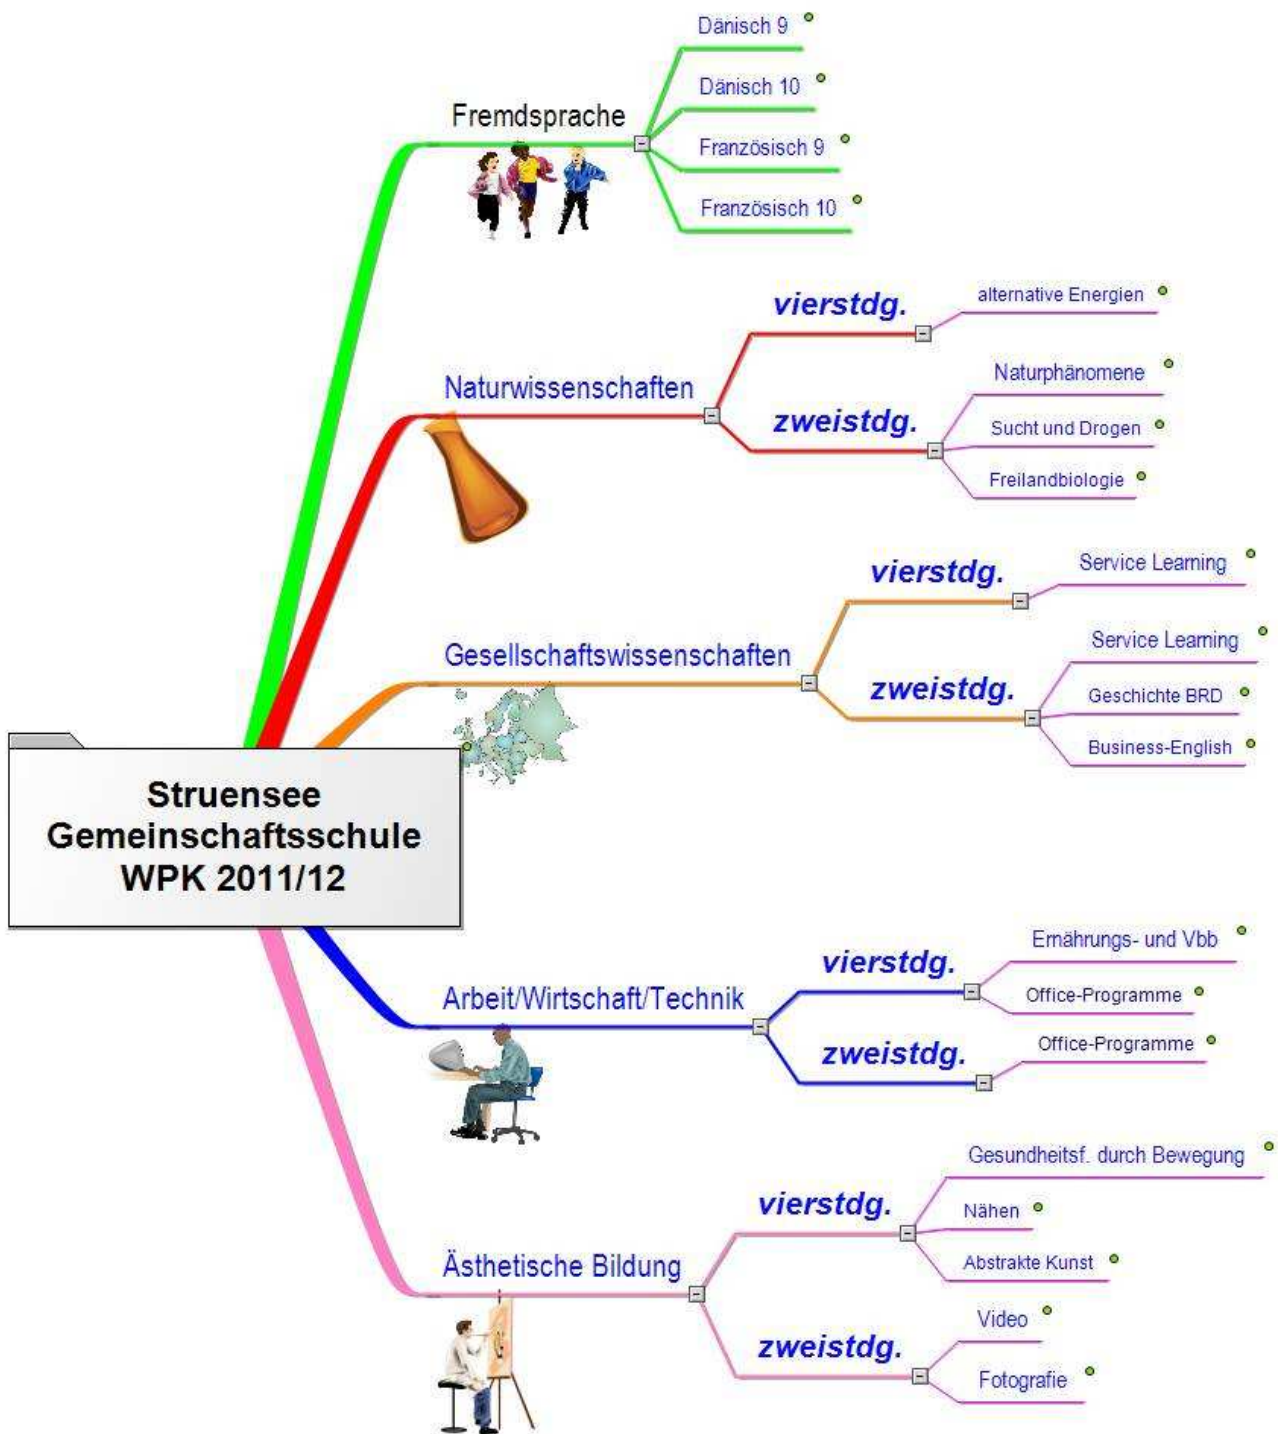 Dänisch 9
Dänisch 10
Fremdsprache
Französisch 9
Französisch 10
vierstdg.
alternative Energien
Naturwissenschaften
Naturphänomene
zweistdg.
Sucht und Drogen
Freilandbiologie
vierstdg.
Service Learning
Gesellschaftswissenschaften
Service Learning
zweistdg.
Geschichte BRD
Business-English
Struensee
Gemeinschaftsschule
WPK 2011/12
vierstdg.
Ernährungs- und Vbb
Office-Programme
Arbeit/Wirtschaft/Technik
zweistdg.
Office-Programme
Gesundheitsf. durch Bewegung
vierstdg.
Nähen
Abstrakte Kunst
Ästhetische Bildung
Video
zweistdg.
Fotografie